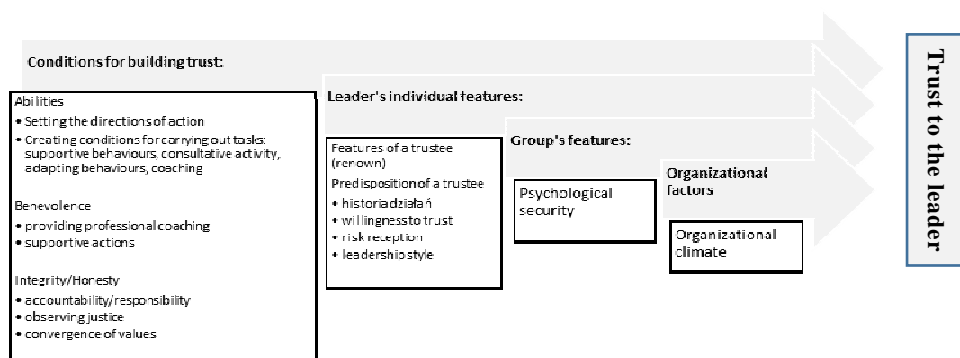 Conditions for building trust:
Abilities
• Setting the directions of action
• Creating conditions for carrying out tasks:
supportive behaviours, consultative activity,
adapting behaviours, coaching
Benevolence
• providing professional coaching
• supportive actions
Integrity/Honesty
• accountability/responsibility
• observing justice
• convergence of values
Leader's individual features:
Features of a trustee
(renown)
Predisposition of a trustee
• historia działań
• willingness to trust
• risk reception
• leadership style
Group's features:
Psychological
security
Organizational
factors
Organizational
climate
Trust to the leader